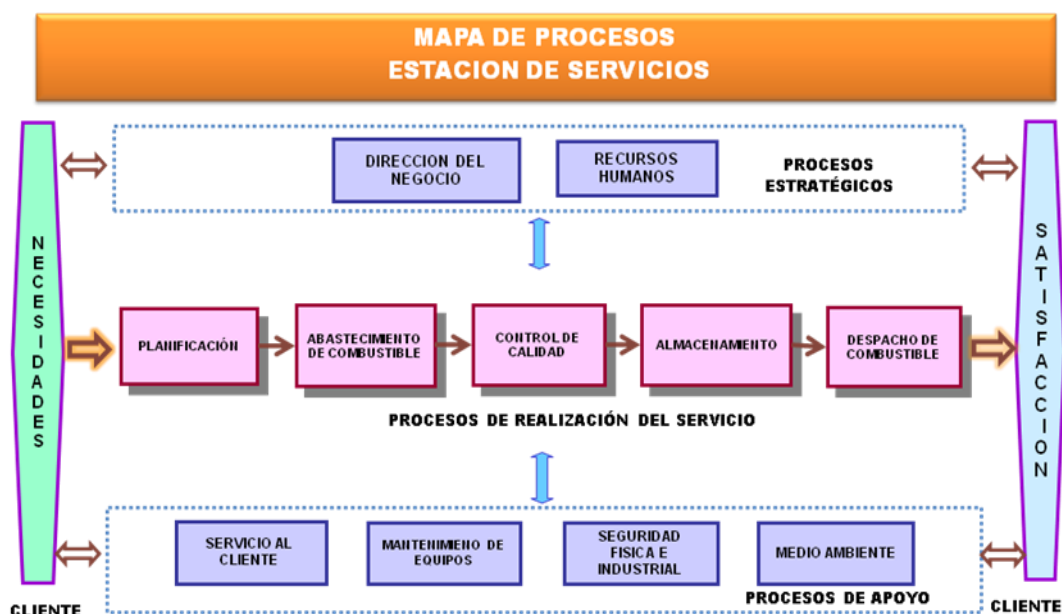 MAPA DE PROCESOS
ESTACION DE SERVICIOS
DIRECCION DEL
NEGOCIO
RECURSOS
HUMANOS
PROCESOS
ESTRATÉGICOS
NECESIDADES
SATISFACCION
PLANIFICACIÓN
ABASTECIMIENTO
DE COMBUSTIBLE
CONTROL DE
CALIDAD
ALMACENAMIENTO
DESPACHO DE
COMBUSTIBLE
PROCESOS DE REALIZACIÓN DEL SERVICIO
SERVICIO AL
CLIENTE
MANTENIMIENO DE
EQUIPOS
SEGURIDAD
FISICA E
INDUSTRIAL
MEDIO AMBIENTE
PROCESOS DE APOYO
CLIENTE
CLIENTE